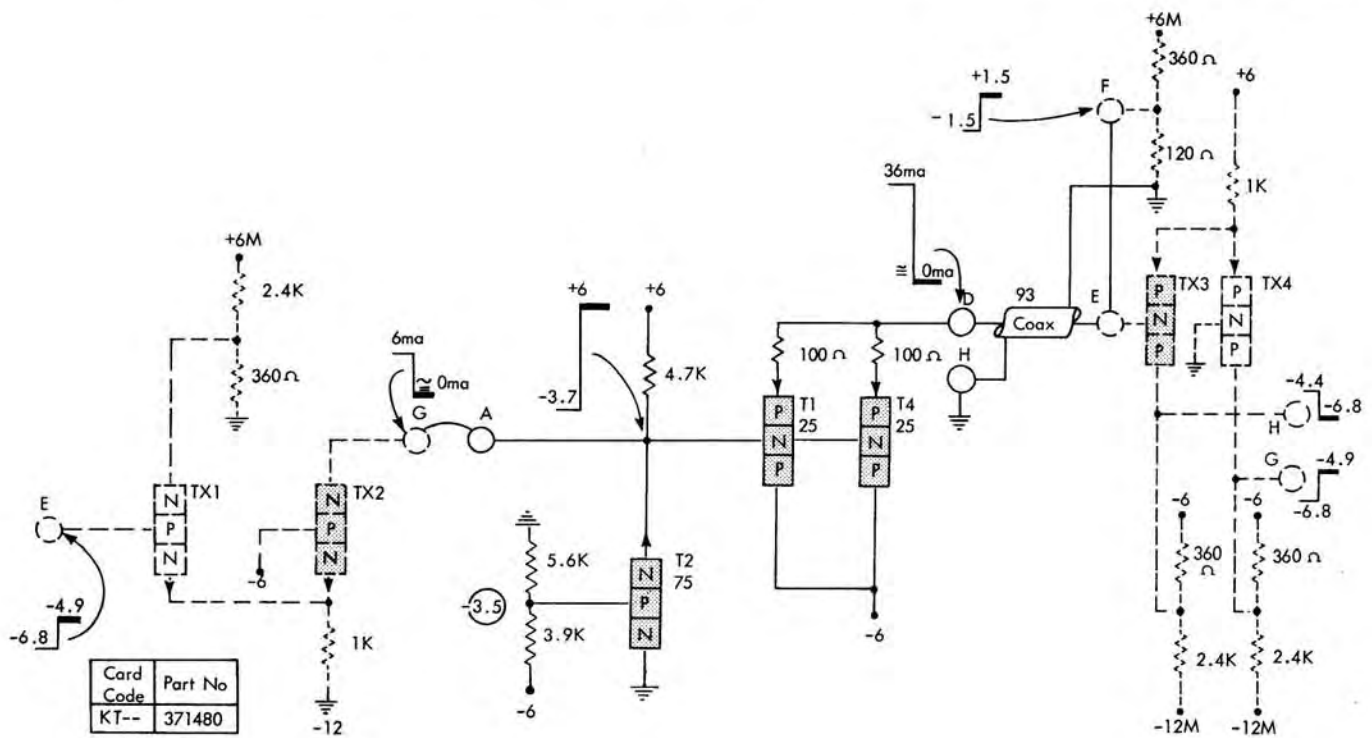 +6M
360 Ω
+6
+1.5
F
-1.5
120 Ω
1K
36ma
≅ 0ma
D
93
Coax
E
TX3
TX4
P
N
P
P
N
P
H
+6M
2.4K
360 Ω
+6
+6
-3.7
4.7K
6ma
≅ 0ma
G
A
100 Ω
100 Ω
T1
25
T4
25
P
N
P
P
N
P
-4.4
-6.8
H
-4.9
-6.8
G
E
TX1
TX2
N
P
N
N
P
N
-6
-4.9
-6.8
1K
-12
5.6K
-3.5
3.9K
-6
T2
75
N
P
N
-6
-6
-6
360 Ω
360 Ω
2.4K
2.4K
-12M
-12M
Card Code
Part No
KT--
371480